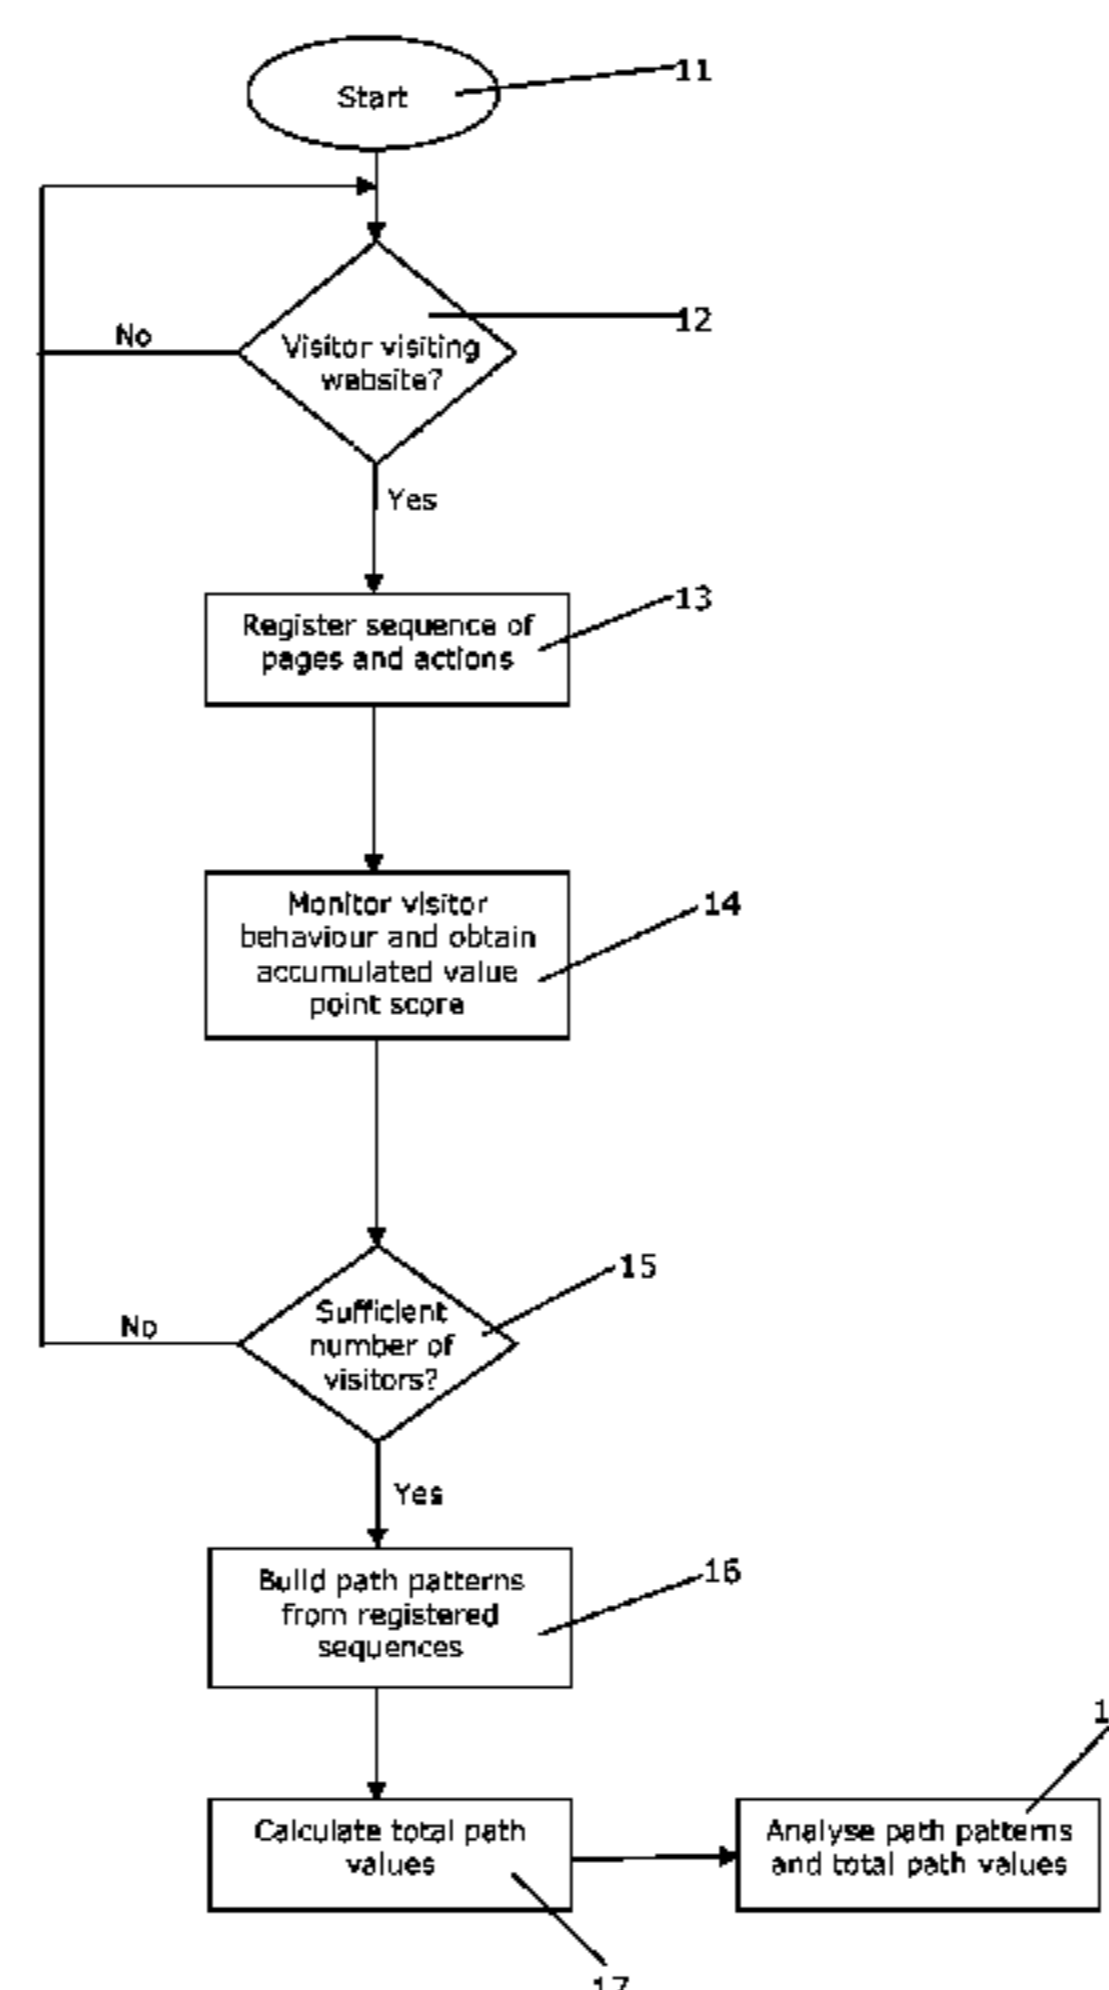 Start
11
Visitor visiting
website?
12
No
Yes
Register sequence of
pages and actions
13
Monitor visitor
behaviour and obtain
accumulated value
point score
14
Sufficient
number of
visitors?
15
No
Yes
Build path patterns
from registered
sequences
16
Calculate total path
values
17
Analyse path patterns
and total path values